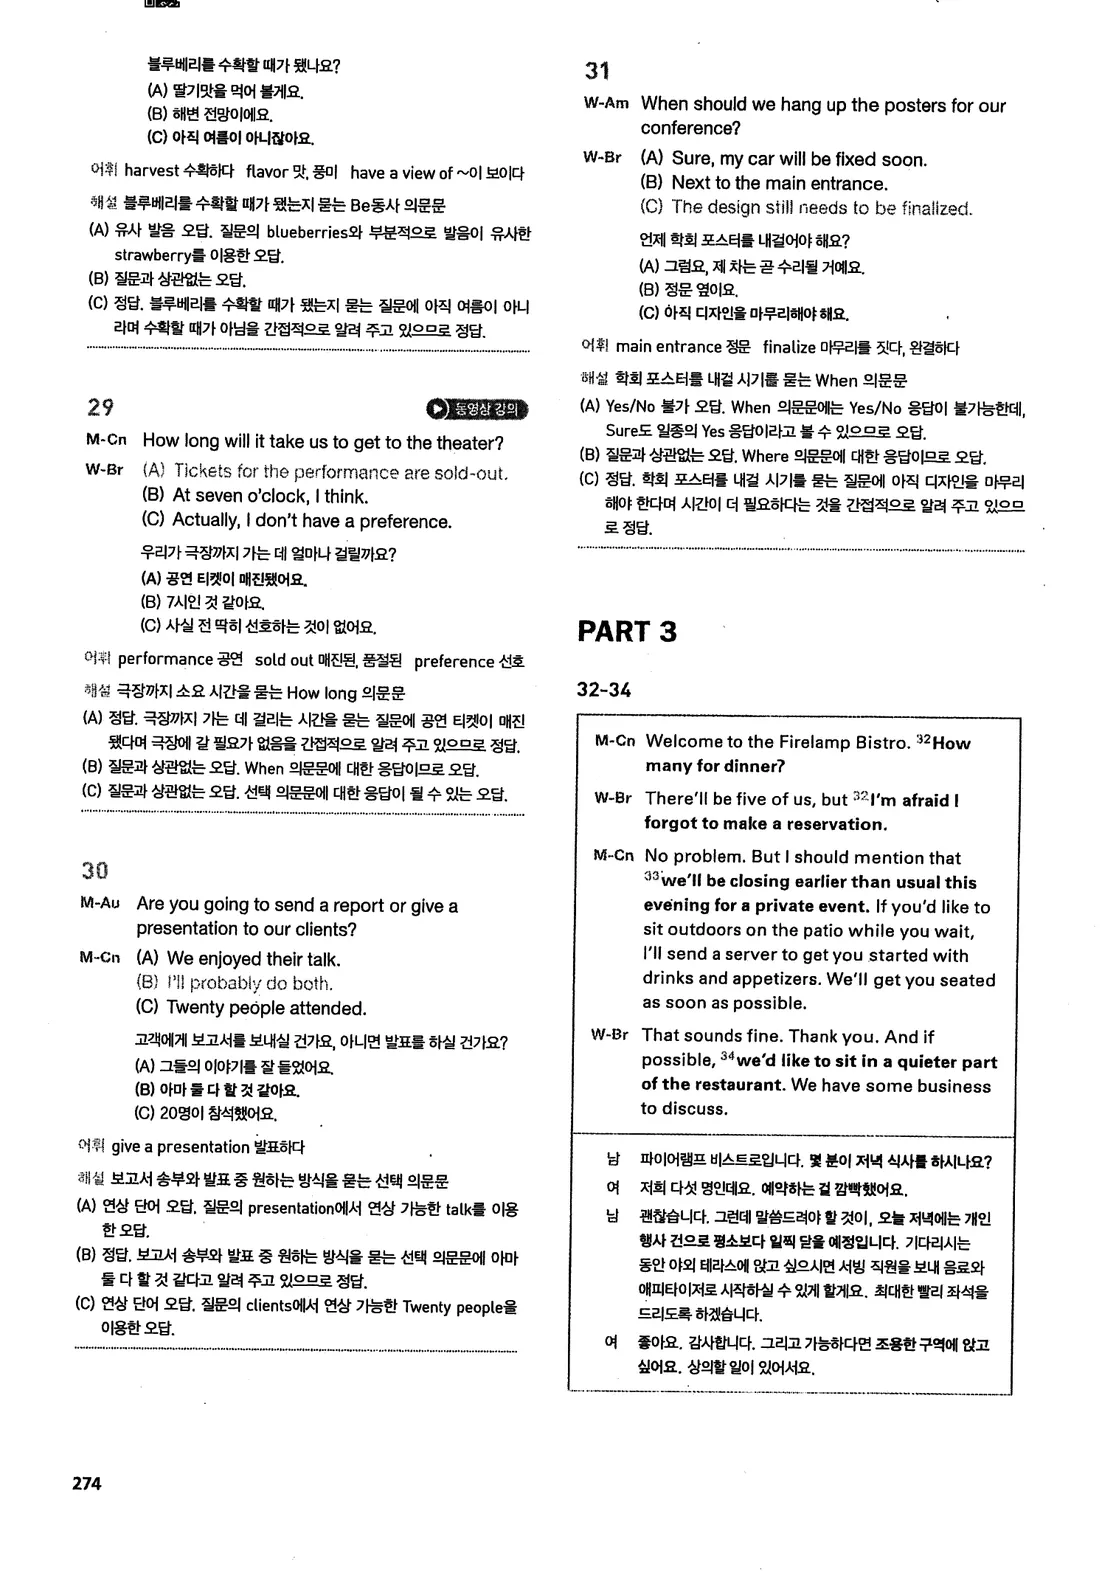 블루베리를 수확할 때가 됐나요?
(A) 딸기맛을 먹어 볼게요.
(B) 해변 전망이에요.
(C) 아직 여름이 아니잖아요.
어휘 harvest 수확하다 flavor 맛, 풍미 have a view of ~이 보이다
해설 블루베리를 수확할 때가 됐는지 묻는 Be동사 의문문
(A) 유사 발음 오답. 질문의 blueberries와 부분적으로 발음이 유사한
strawberry를 이용한 오답.
(B) 질문과 상관없는 오답.
(C) 정답. 블루베리를 수확할 때가 됐는지 묻는 질문에 아직 여름이 아니
라며 수확할 때가 아님을 간접적으로 알려 주고 있으므로 정답.
29
동영상 강의
M-Cn How long will it take us to get to the theater?
W-Br (A) Tickets for the performance are sold-out.
(B) At seven o'clock, I think.
(C) Actually, I don't have a preference.
우리가 극장까지 가는 데 얼마나 걸릴까요?
(A) 공연 티켓이 매진됐어요.
(B) 7시인 것 같아요.
(C) 사실 전 딱히 선호하는 것이 없어요.
어휘 performance 공연 sold out 매진된, 품절된 preference 선호
해설 극장까지 소요 시간을 묻는 How long 의문문
(A) 정답. 극장까지 가는 데 걸리는 시간을 묻는 질문에 공연 티켓이 매진
됐다며 극장에 갈 필요가 없음을 간접적으로 알려 주고 있으므로 정답.
(B) 질문과 상관없는 오답. When 의문문에 대한 응답이므로 오답.
(C) 질문과 상관없는 오답. 선택 의문문에 대한 응답이 될 수 있는 오답.
30
M-Au Are you going to send a report or give a
presentation to our clients?
M-Cn (A) We enjoyed their talk.
(B) I'll probably do both.
(C) Twenty people attended.
고객에게 보고서를 보내실 건가요, 아니면 발표를 하실 건가요?
(A) 그들의 이야기를 잘 들었어요.
(B) 아마 둘 다 할 것 같아요.
(C) 20명이 참석했어요.
어휘 give a presentation 발표하다
해설 보고서 송부와 발표 중 원하는 방식을 묻는 선택 의문문
(A) 연상 단어 오답. 질문의 presentation에서 연상 가능한 talk를 이용
한 오답.
(B) 정답. 보고서 송부와 발표 중 원하는 방식을 묻는 선택 의문문에 아마
둘 다 할 것 같다고 알려 주고 있으므로 정답.
(C) 연상 단어 오답. 질문의 clients에서 연상 가능한 Twenty people을
이용한 오답.
274
31
W-Am When should we hang up the posters for our
conference?
W-Br (A) Sure, my car will be fixed soon.
(B) Next to the main entrance.
(C) The design still needs to be finalized.
언제 학회 포스터를 내걸어야 해요?
(A) 그럼요, 제 차는 곧 수리될 거예요.
(B) 정문 옆이요.
(C) 아직 디자인을 마무리해야 해요.
어휘 main entrance 정문 finalize 마무리를 짓다, 완결하다
해설 학회 포스터를 내걸 시기를 묻는 When 의문문
(A) Yes/No 불가 오답. When 의문문에는 Yes/No 응답이 불가능한데,
Sure도 일종의 Yes 응답이라고 볼 수 있으므로 오답.
(B) 질문과 상관없는 오답. Where 의문문에 대한 응답이므로 오답.
(C) 정답. 학회 포스터를 내걸 시기를 묻는 질문에 아직 디자인을 마무리
해야 한다며 시간이 더 필요하다는 것을 간접적으로 알려 주고 있으므
로 정답.
PART 3
32-34
M-Cn Welcome to the Firelamp Bistro. 32How
many for dinner?
W-Br There'll be five of us, but 32I'm afraid I
forgot to make a reservation.
M-Cn No problem. But I should mention that
33we'll be closing earlier than usual this
evening for a private event. If you'd like to
sit outdoors on the patio while you wait,
I'll send a server to get you started with
drinks and appetizers. We'll get you seated
as soon as possible.
W-Br That sounds fine. Thank you. And if
possible, 34we'd like to sit in a quieter part
of the restaurant. We have some business
to discuss.
남 파이어램프 비스트로입니다. 몇 분이 저녁 식사를 하시나요?
여 저희 다섯 명인데요. 예약하는 걸 깜빡했어요.
남 괜찮습니다. 그런데 말씀드려야 할 것이, 오늘 저녁에는 개인
행사 건으로 평소보다 일찍 닫을 예정입니다. 기다리시는
동안 야외 테라스에 앉고 싶으시면 서빙 직원을 보내 음료와
애피타이저로 시작하실 수 있게 할게요. 최대한 빨리 좌석을
드리도록 하겠습니다.
여 좋아요. 감사합니다. 그리고 가능하다면 조용한 구역에 앉고
싶어요. 상의할 일이 있어서요.